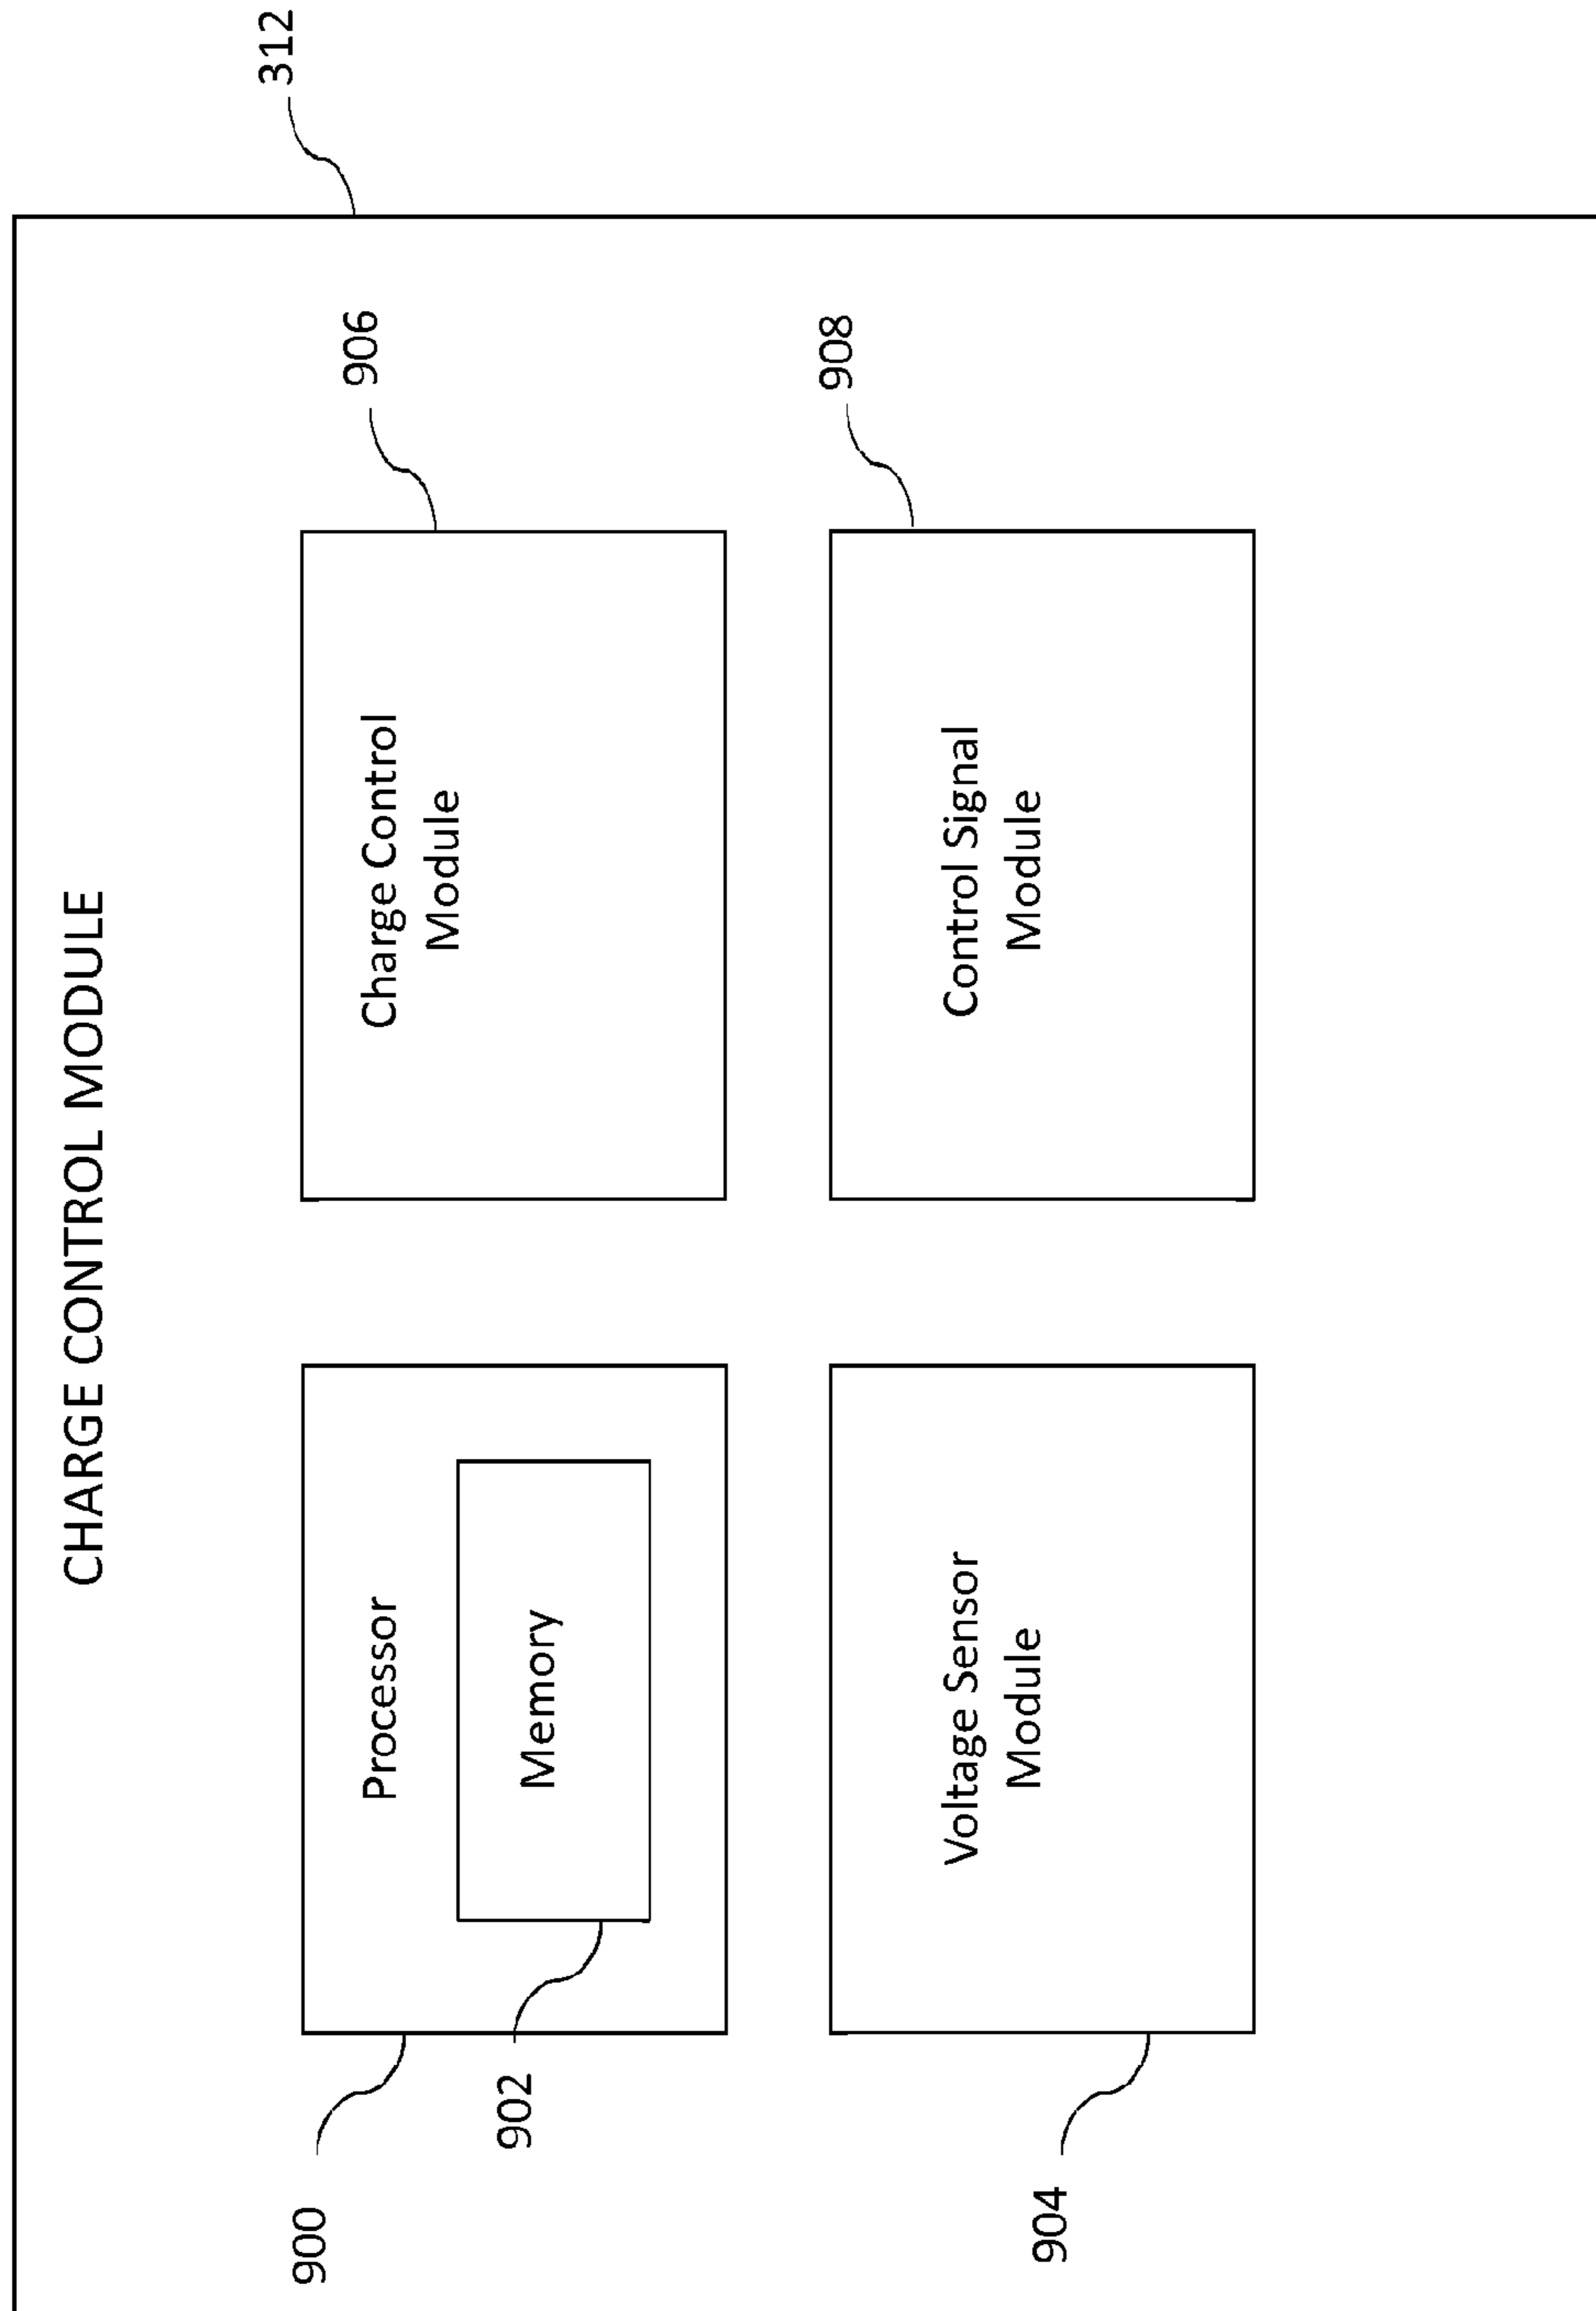 CHARGE CONTROL MODULE
312
900
Processor
902
Memory
906
Charge Control
Module
904
Voltage Sensor
Module
908
Control Signal
Module